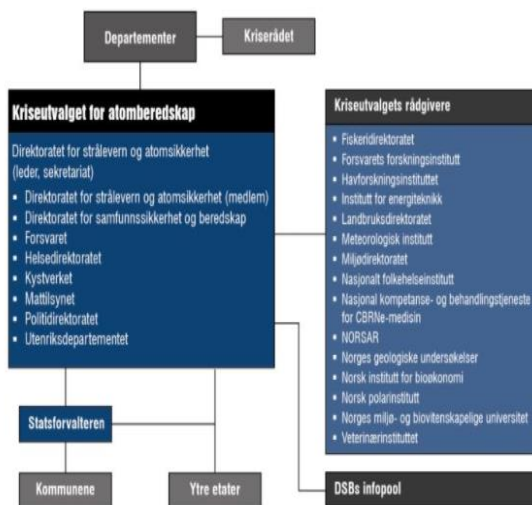 Departementer
Kriserådet
Kriseutvalget for atomberedskap
Direktoratet for strålevern og atomsikkerhet
(leder, sekretariat)
▪ Direktoratet for strålevern og atomsikkerhet (medlem)
▪ Direktoratet for samfunnssikkerhet og beredskap
▪ Forsvaret
▪ Helsedirektoratet
▪ Kystverket
▪ Mattilsynet
▪ Politidirektoratet
▪ Utenriksdepartementet
Kriseutvalgets rådgivere
▪ Fiskeridirektoratet
▪ Forsvarets forskningsinstitutt
▪ Havforskningsinstituttet
▪ Institutt for energiteknikk
▪ Landbruksdirektoratet
▪ Meteorologisk institutt
▪ Miljødirektoratet
▪ Nasjonalt folkehelseinstitutt
▪ Nasjonal kompetanse- og behandlingstjeneste
for CBRNe-medisin
▪ NORSAR
▪ Norges geologiske undersøkelser
▪ Norsk institutt for bioøkonomi
▪ Norsk polarinstitutt
▪ Norges miljø- og biovitenskapelige universitet
▪ Veterinærinstituttet
Statsforvalteren
Kommunene
Ytre etater
DSBs infopool